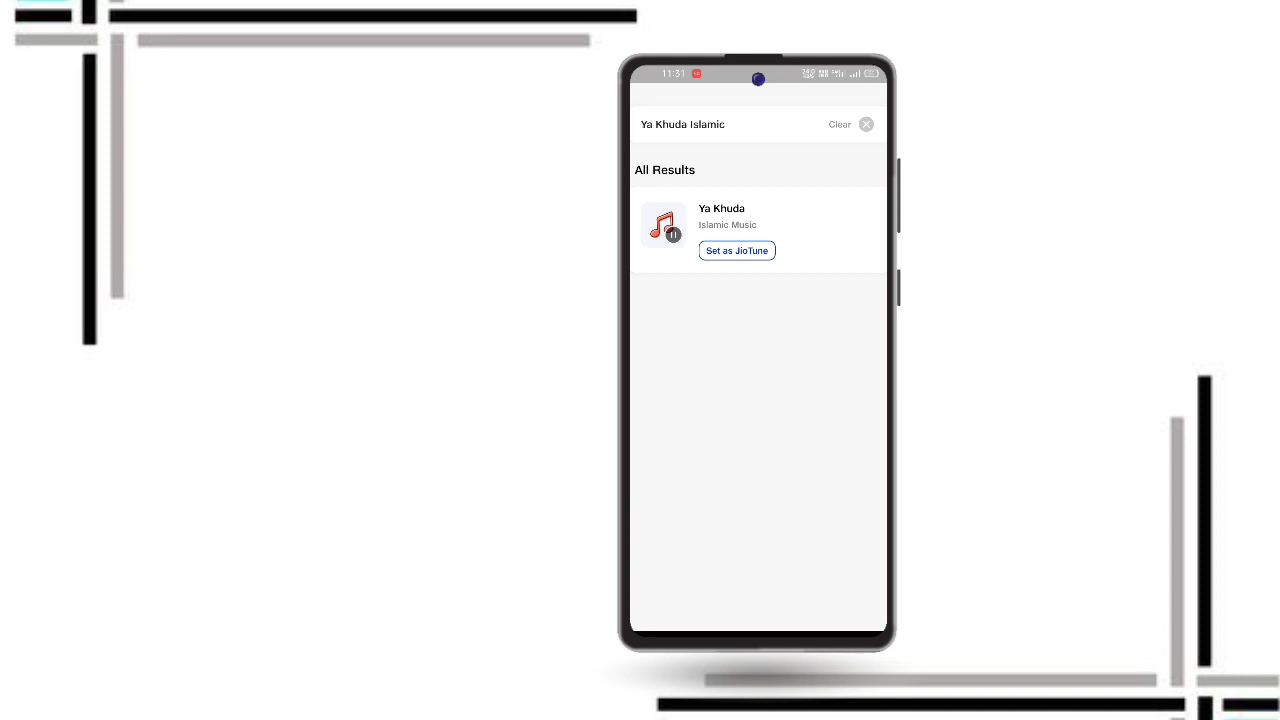 11:31
Ya Khuda Islamic Clear
All Results
Ya Khuda
Islamic Music
Set as JioTune